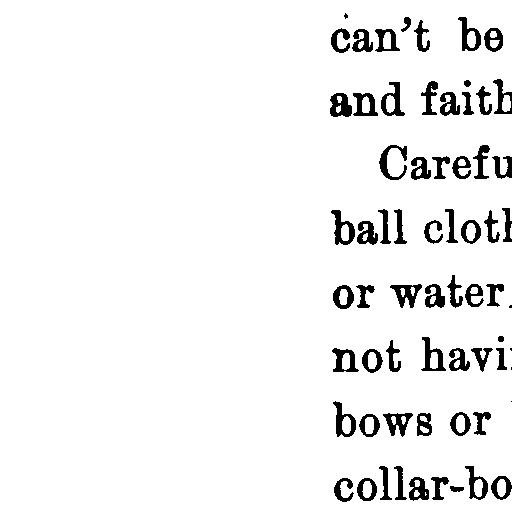 can't be
and faith
Carefu
ball cloth
or water.
not havi
bows or
collar-bo